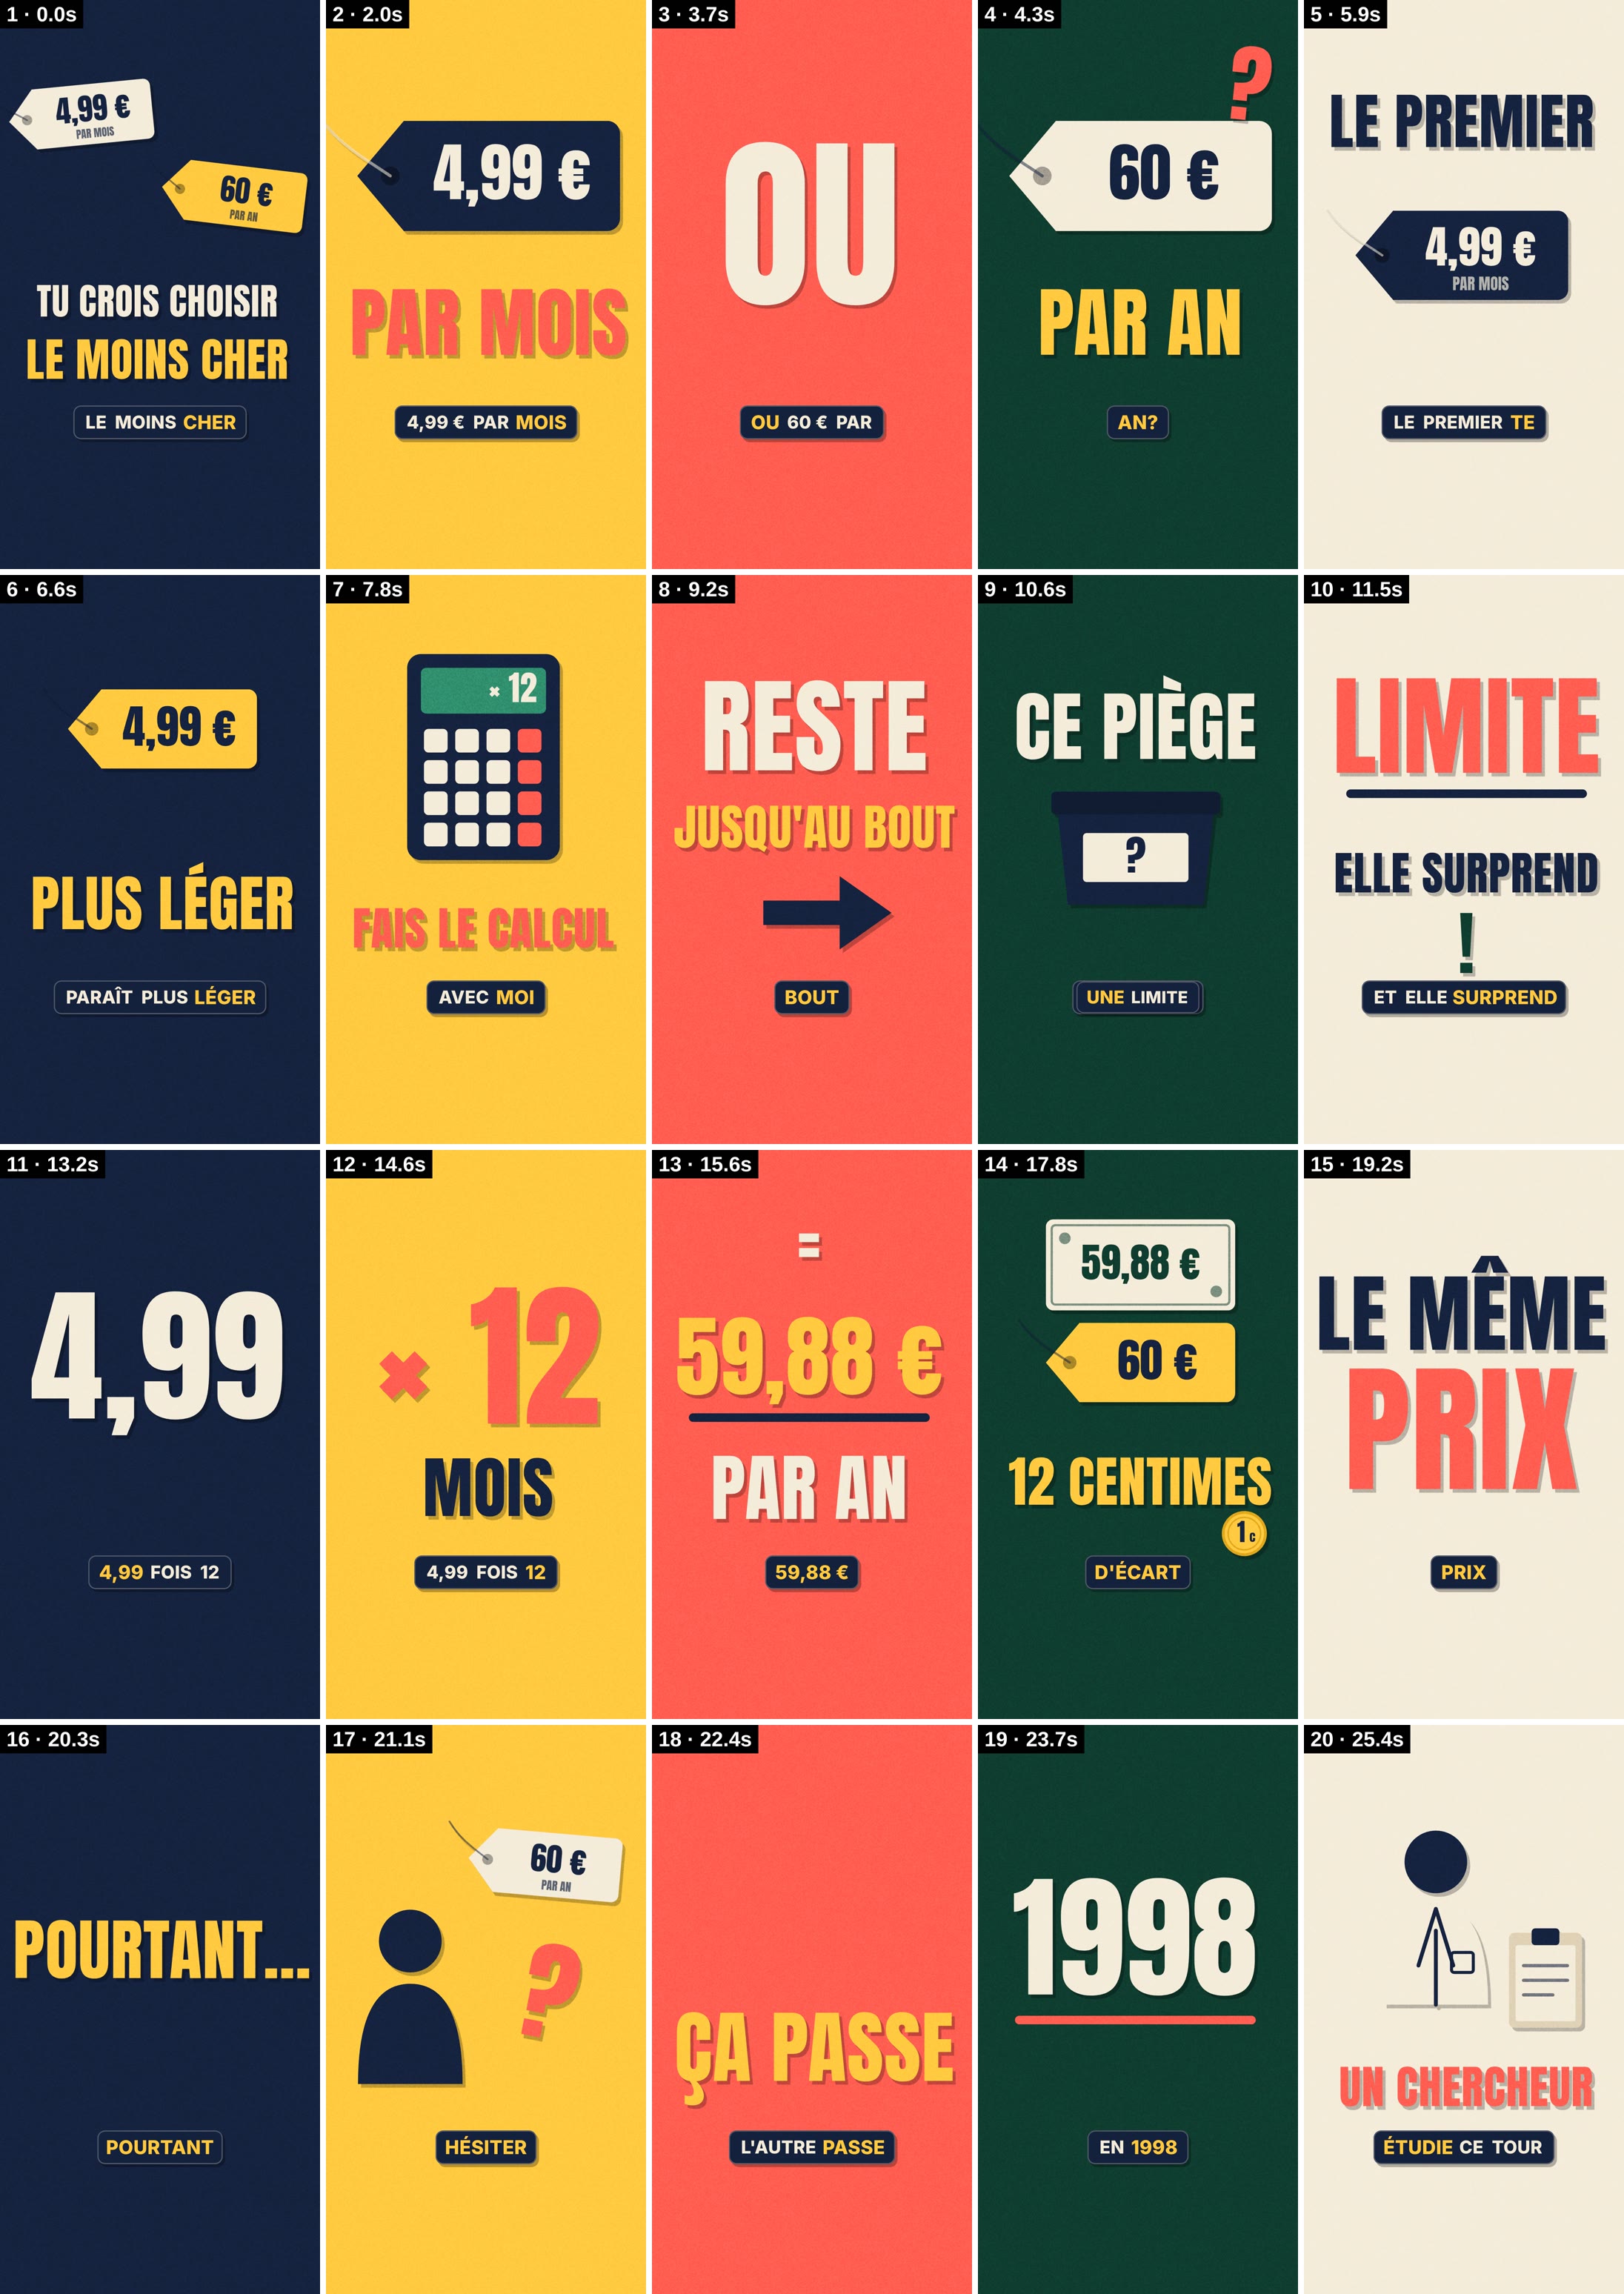 1 · 0.0s
4,99 €
PAR MOIS
60 €
PAR AN
TU CROIS CHOISIR
LE MOINS CHER
LE MOINS CHER
2 · 2.0s
4,99 €
PAR MOIS
4,99 € PAR MOIS
3 · 3.7s
OU
OU 60 € PAR
4 · 4.3s
?
60 €
PAR AN
AN?
5 · 5.9s
LE PREMIER
4,99 €
PAR MOIS
LE PREMIER TE
6 · 6.6s
4,99 €
PLUS LÉGER
PARAÎT PLUS LÉGER
7 · 7.8s
× 12
FAIS LE CALCUL
AVEC MOI
8 · 9.2s
RESTE
JUSQU'AU BOUT
BOUT
9 · 10.6s
CE PIÈGE
?
UNE LIMITE
10 · 11.5s
LIMITE
ELLE SURPREND
!
ET ELLE SURPREND
11 · 13.2s
4,99
4,99 FOIS 12
12 · 14.6s
× 12
MOIS
4,99 FOIS 12
13 · 15.6s
=
59,88 €
PAR AN
59,88 €
14 · 17.8s
59,88 €
60 €
12 CENTIMES
1 c
D'ÉCART
15 · 19.2s
LE MÊME
PRIX
PRIX
16 · 20.3s
POURTANT...
POURTANT
17 · 21.1s
60 €
PAR AN
?
HÉSITER
18 · 22.4s
ÇA PASSE
L'AUTRE PASSE
19 · 23.7s
1998
EN 1998
20 · 25.4s
UN CHERCHEUR
ÉTUDIE CE TOUR